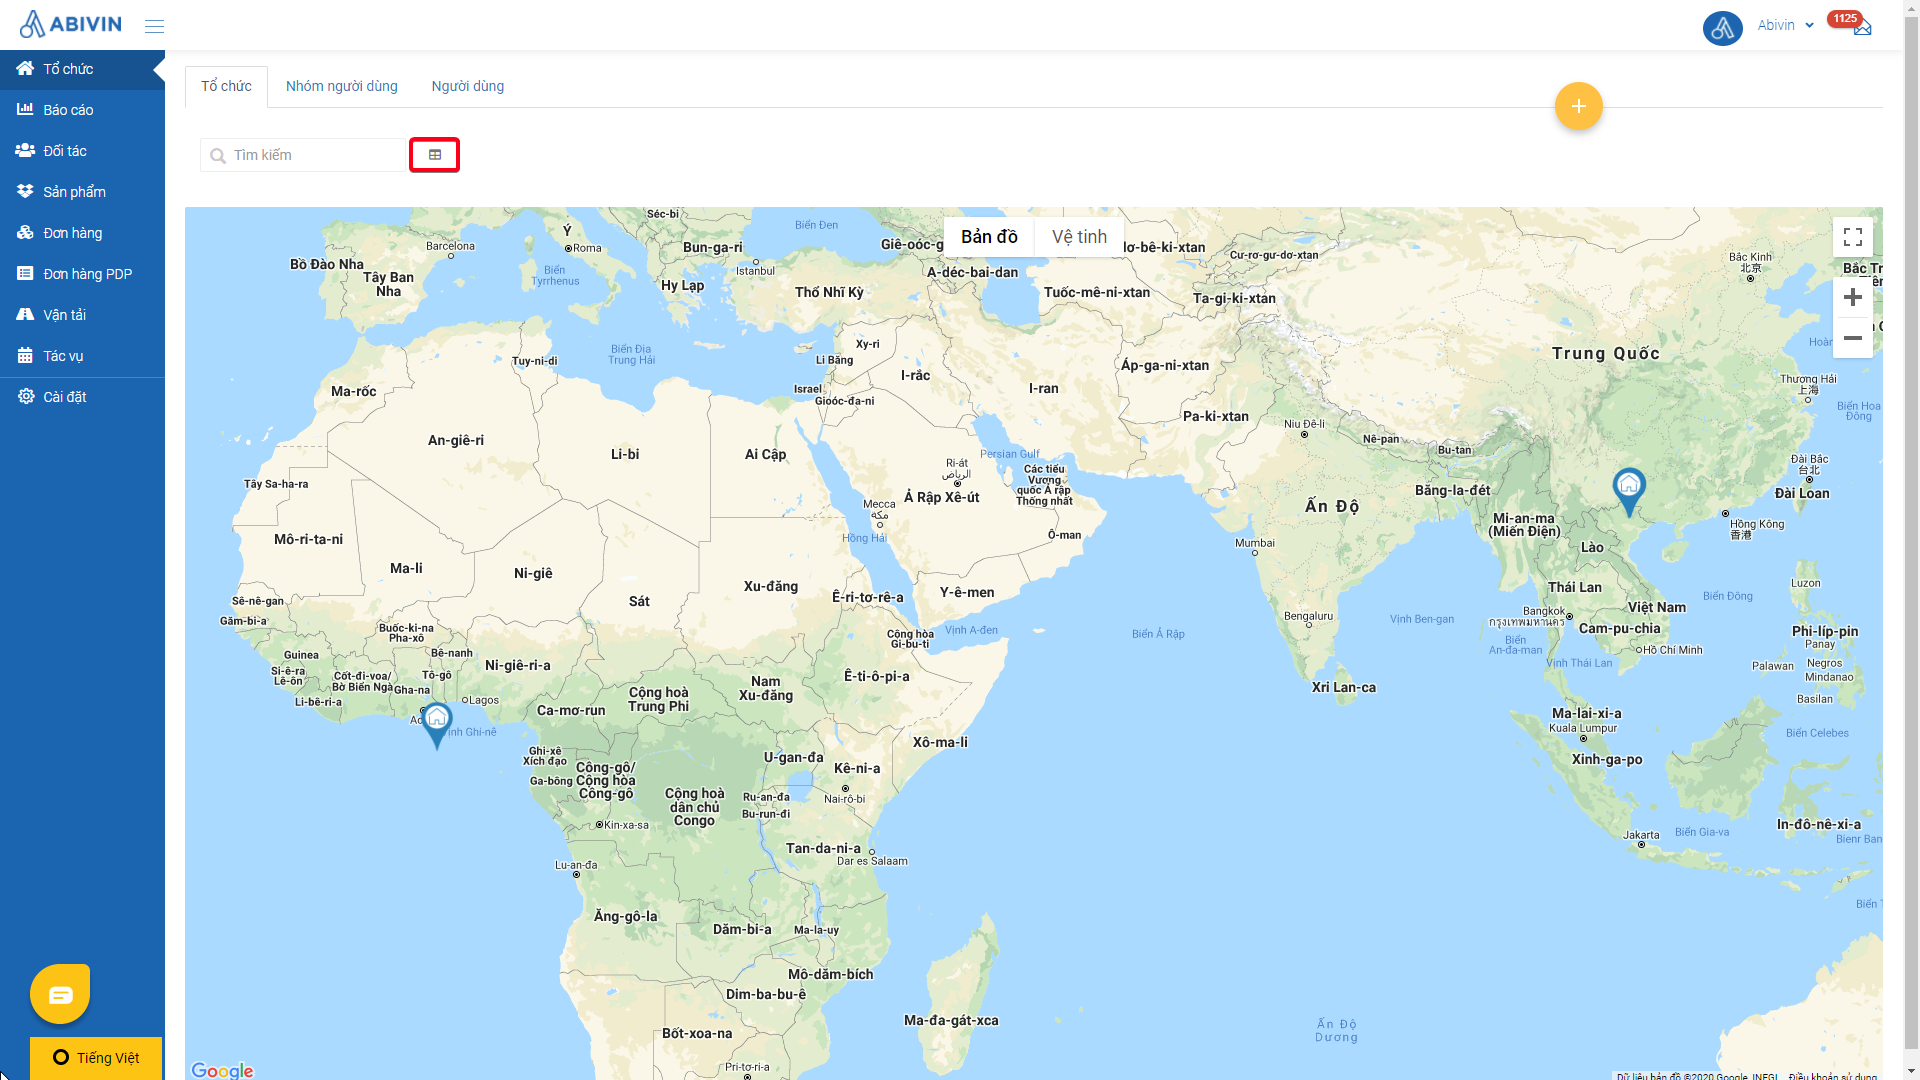 ABIVIN
Abivin
1125
Tổ chức
Báo cáo
Đối tác
Sản phẩm
Đơn hàng
Đơn hàng PDP
Vận tải
Tác vụ
Cài đặt
Tiếng Việt
Tổ chức
Nhóm người dùng
Người dùng
+
Tìm kiếm
Bản đồ
Vệ tinh
Séc-bi
Ý
Roma
Barcelona
Bồ Đào Nha
Tây Ban
Nha
Biển
Tyrrhenus
Bun-ga-ri
Biển Đen
Istanbul
Hy Lạp
Thổ Nhĩ Kỳ
Giê-oóc-g
A-déc-bai-dan
Tuốc-mê-ni-xtan
Cư-rơ-gư-dơ-xtan
Ta-gi-ki-xtan
Bắc Kinh
北京
Bắc Tr
Trung Quốc
Thượng Hải
上海
Biển Hoa
Đông
Tuy-ni-di
Biển Địa
Trung Hải
Xy-ri
Li Băng
Israel
Gioóc-đa-ni
I-rắc
I-ran
Áp-ga-ni-xtan
Pa-ki-xtan
Niu Đê-li
Nê-pan
Bu-tan
Ma-rốc
An-giê-ri
Li-bi
Ai Cập
Ri-át
الرياض
Persian Gulf
Các tiểu
Vương
quốc Ả rập
Thống nhất
Ả Rập Xê-út
Mecca
مكة
Hồng Hải
Ô-man
Ấn Độ
Băng-la-đét
Mi-an-ma
(Miến Điện)
Lào
Đài Bắc
台北
Đài Loan
Hồng Kông
香港
Tây Sa-ha-ra
Mô-ri-ta-ni
Ma-li
Ni-giê
Sát
Xu-đăng
Ê-ri-tơ-rê-a
Y-ê-men
Mumbai
Thái Lan
Luzon
Biển Đông
Việt Nam
Bangkok
กรุงเทพมหานคร
Cam-pu-chia
Hồ Chí Minh
Phi-líp-pin
Panay
Palawan
Negros
Mindanao
Basilan
Sê-nê-gan
Găm-bi-a
Buốc-ki-na
Pha-xô
Guinea
Bê-nanh
Si-ê-ra
Lê-ôn
Cốt-đi-voa/
Bờ Biển Ngà
Gha-na
Tô-gô
Li-bê-ri-a
Ni-giê-ri-a
Lagos
Cộng hòa
Gi-bu-ti
Vịnh A-đen
Biển Ả Rập
Bengaluru
Vịnh Ben-gan
Biển
An-đa-man
Vịnh Thái Lan
Xri Lan-ca
Ê-ti-ô-pi-a
Nam
Xu-đăng
Cộng hoà
Trung Phi
Ca-mơ-run
Xô-ma-li
Ma-lai-xi-a
Kuala Lumpur
Xinh-ga-po
Biển Celebes
Ghi-xê
Xích đạo
Ga-bông
Công-gô/
Cộng hòa
Công-gô
Cộng hoà
dân chủ
Congo
U-gan-đa
Kê-ni-a
Nai-rô-bi
Ru-an-đa
Bu-run-đi
Kin-xa-sa
Lu-an-đa
Tan-da-ni-a
Dar es Salaam
Jakarta
Biển Gia-va
In-đô-nê-xi-a
Ăng-gô-la
Dăm-bi-a
Ma-la-uy
Mô-dăm-bích
Dim-ba-bu-ê
Bốt-xoa-na
Pri-tơ-ri-a
Ma-đa-gát-xca
Ấn Độ
Dương
Google
Dữ liệu bản đồ ©2020 Google, INEGI
Điều khoản sử dụng